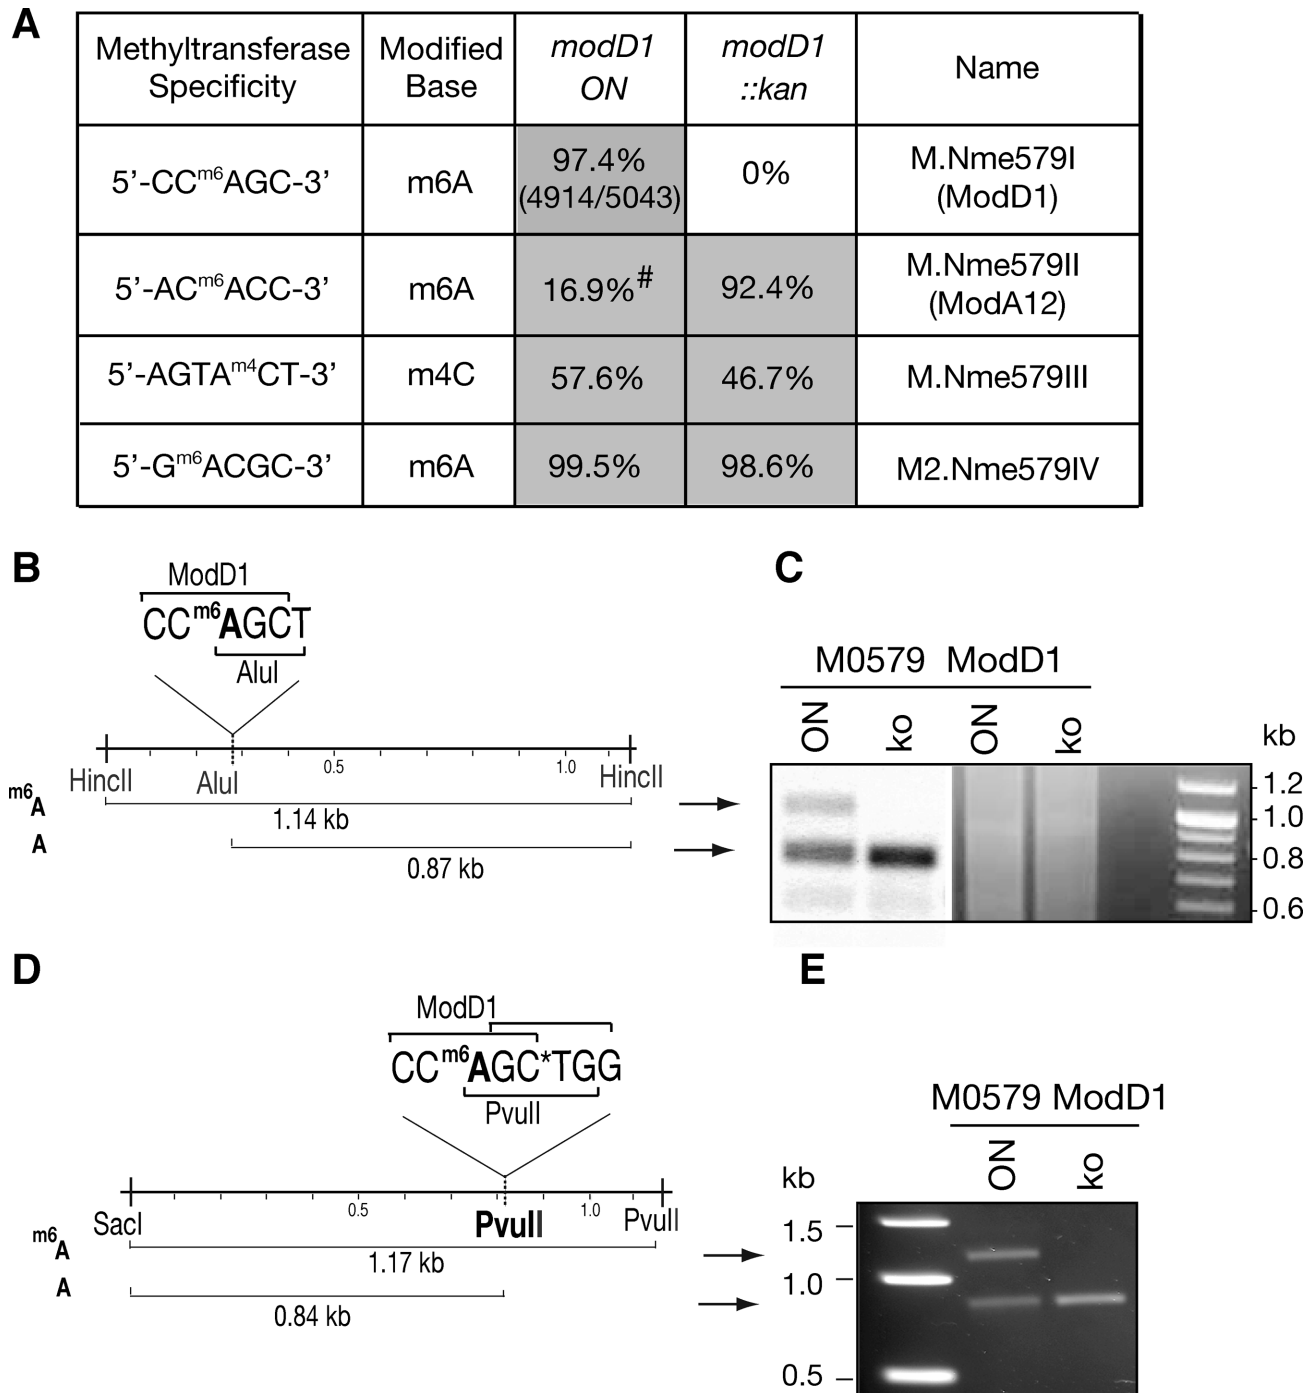 A
Methyltransferase Specificity
Modified Base
modD1 ON
modD1 ::kan
Name
5’-CCm6AGC-3’
m6A
97.4% (4914/5043)
0%
M.Nme579I (ModD1)
5’-ACm6ACC-3’
m6A
16.9%#
92.4%
M.Nme579II (ModA12)
5’-AGTAm4CT-3’
m4C
57.6%
46.7%
M.Nme579III
5’-Gm6ACGC-3’
m6A
99.5%
98.6%
M2.Nme579IV
B
ModD1
CCm6AGCT
AluI
0.5
1.0
HincII
AluI
HincII
m6A
1.14 kb
A
0.87 kb
C
M0579 ModD1
ON
ko
ON
ko
kb
1.2
1.0
0.8
0.6
D
ModD1
CCm6AGC*TGG
PvuII
0.5
1.0
SacI
PvuII
PvuII
m6A
1.17 kb
A
0.84 kb
E
M0579 ModD1
ON
ko
kb
1.5
1.0
0.5